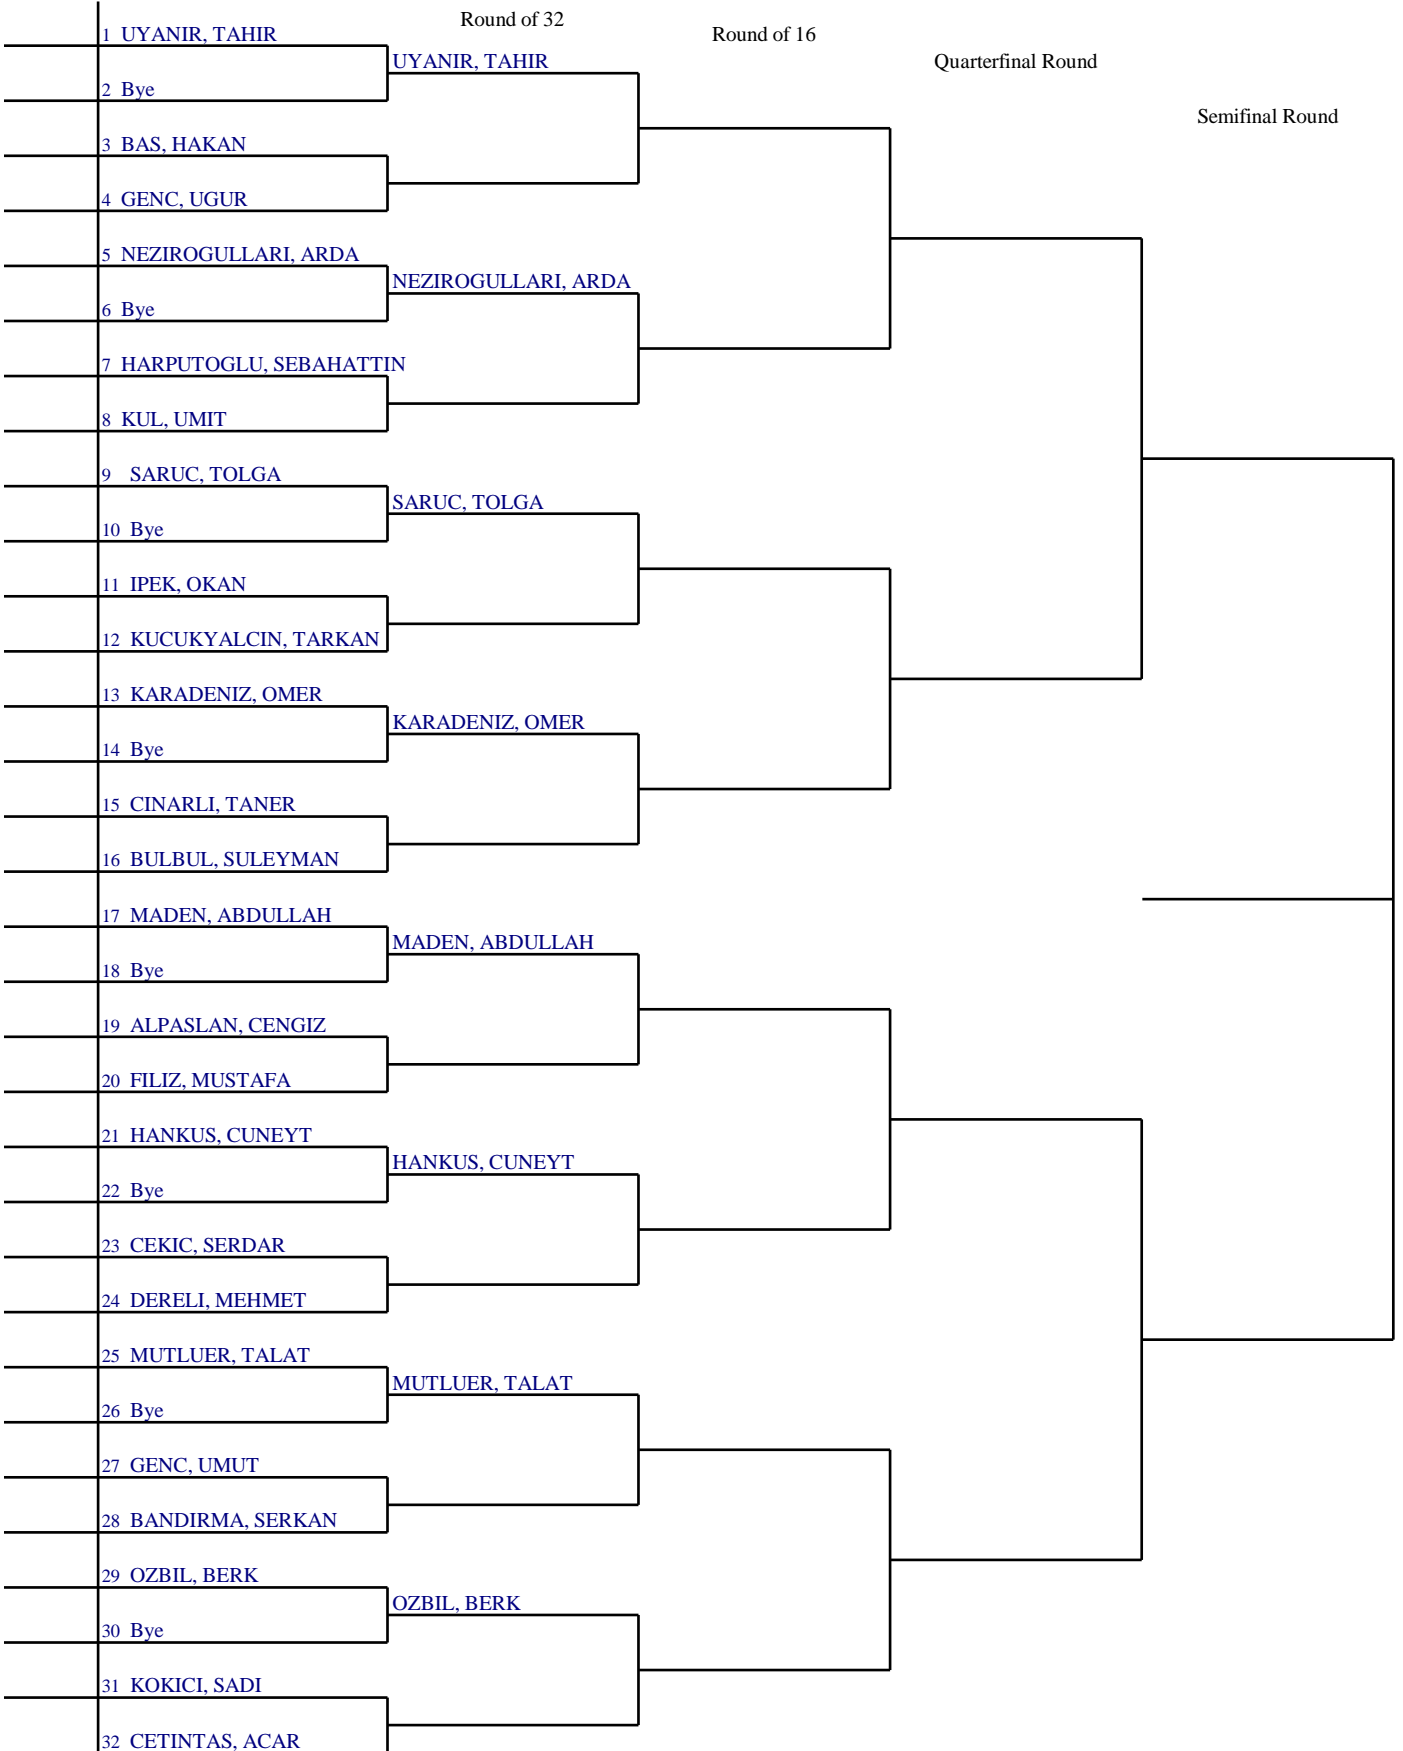 Round of 32
Round of 16
Quarterfinal Round
Semifinal Round
1 UYANIR, TAHIR
UYANIR, TAHIR
2 Bye
3 BAS, HAKAN
4 GENC, UGUR
5 NEZIROGULLARI, ARDA
NEZIROGULLARI, ARDA
6 Bye
7 HARPUTOGLU, SEBAHATTIN
8 KUL, UMIT
9 SARUC, TOLGA
SARUC, TOLGA
10 Bye
11 IPEK, OKAN
12 KUCUKYALCIN, TARKAN
13 KARADENIZ, OMER
KARADENIZ, OMER
14 Bye
15 CINARLI, TANER
16 BULBUL, SULEYMAN
17 MADEN, ABDULLAH
MADEN, ABDULLAH
18 Bye
19 ALPASLAN, CENGIZ
20 FILIZ, MUSTAFA
21 HANKUS, CUNEYT
HANKUS, CUNEYT
22 Bye
23 CEKIC, SERDAR
24 DERELI, MEHMET
25 MUTLUER, TALAT
MUTLUER, TALAT
26 Bye
27 GENC, UMUT
28 BANDIRMA, SERKAN
29 OZBIL, BERK
OZBIL, BERK
30 Bye
31 KOKICI, SADI
32 CETINTAS, ACAR